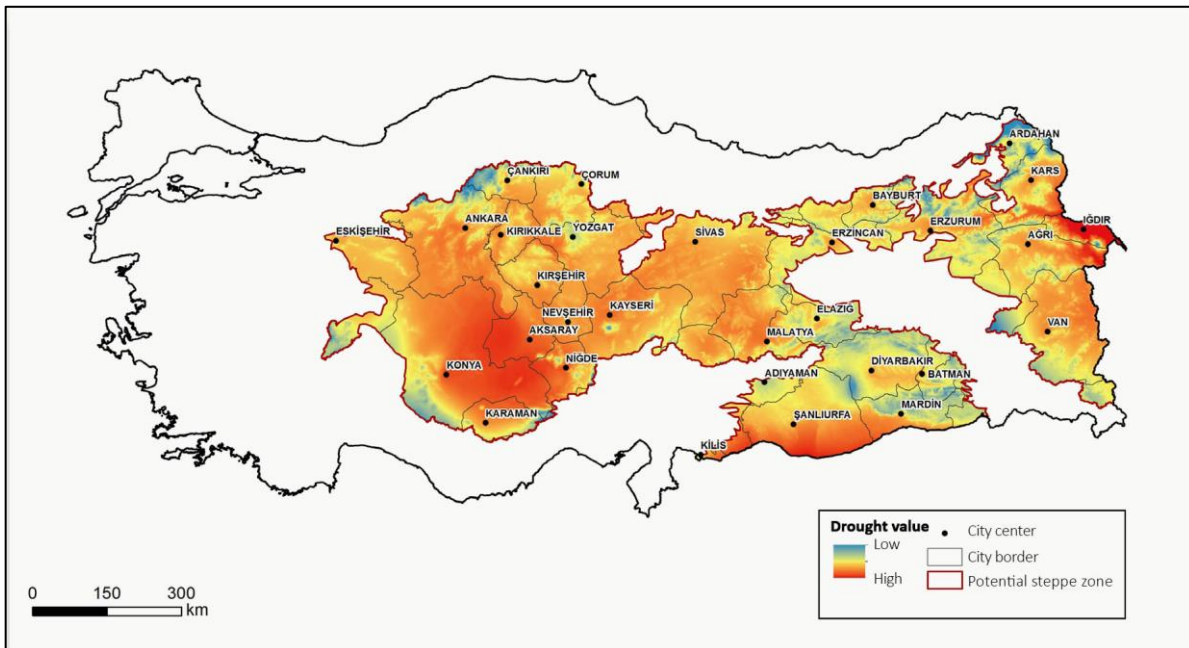 ARDAHAN
KARS
ÇANKIRI
ÇORUM
BAYBURT
ANKARA
ERZURUM
IĞDIR
ESKİŞEHİR
KIRIKKALE
YOZGAT
SİVAS
ERZİNCAN
AĞRI
KIRŞEHİR
NEVŞEHİR
KAYSERİ
ELAZIĞ
VAN
AKSARAY
MALATYA
KONYA
NİĞDE
ADIYAMAN
DİYARBAKIR
BATMAN
KARAMAN
ŞANLIURFA
MARDİN
KİLİS
Drought value
Low
High
City center
City border
Potential steppe zone
0 150 300
km